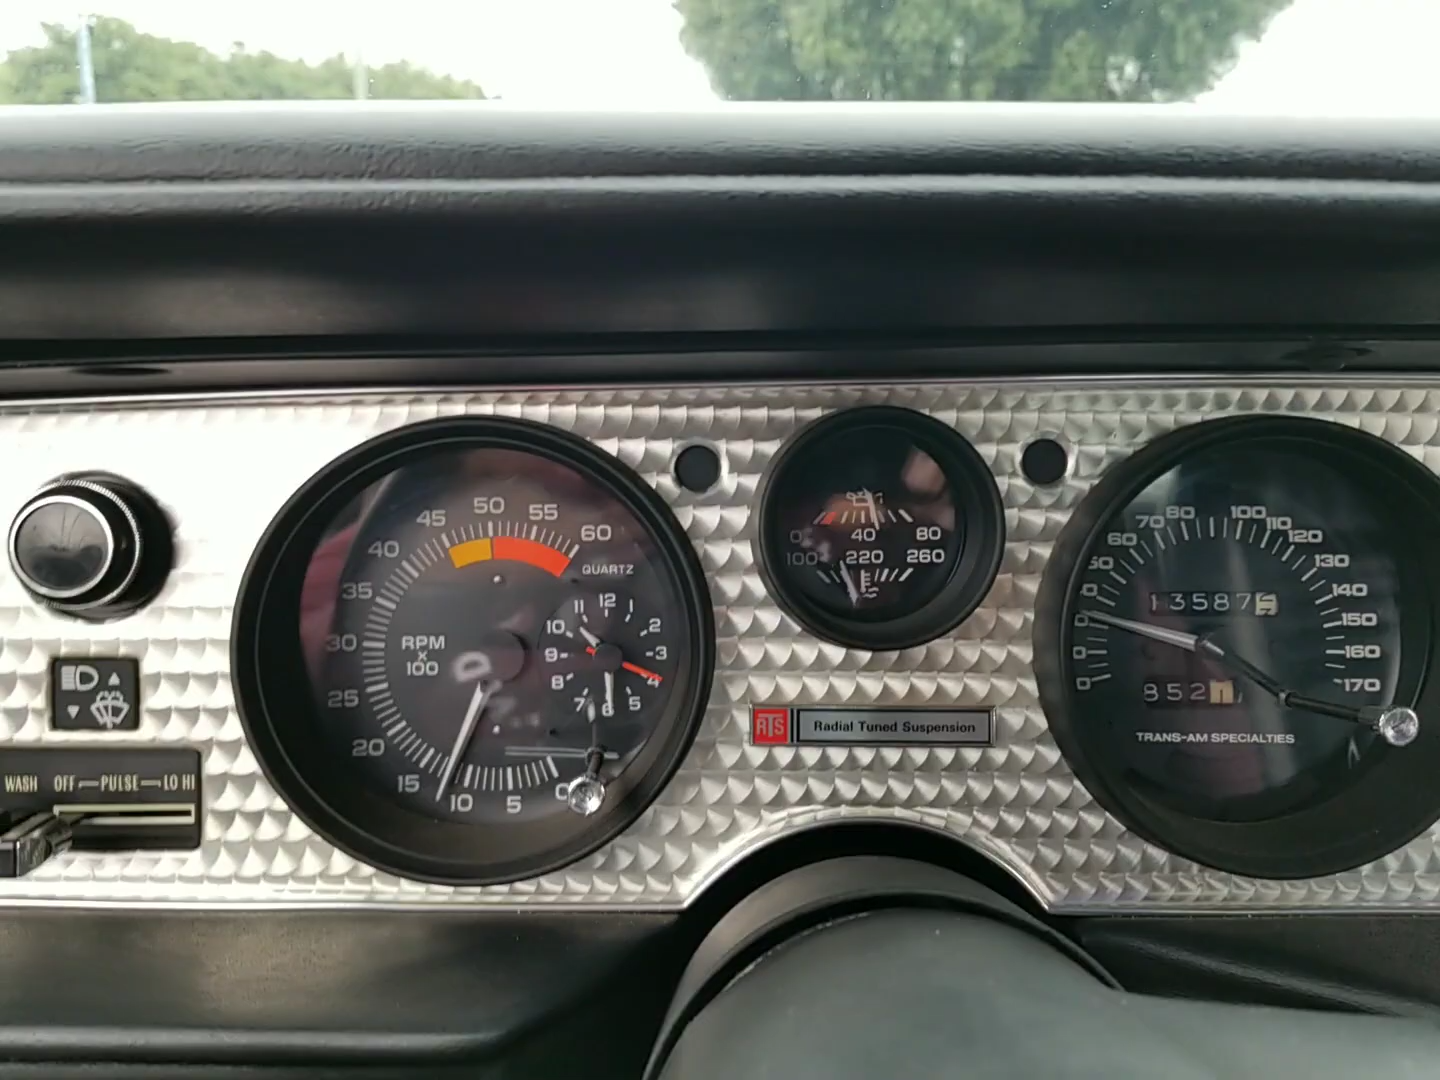 WASH OFF PULSE LO HI
45 50 55 60
40
35
30
25
20
15
10
5
RPM
X
100
QUARTZ
12
11 1
10 2
9 3
8 4
7 6 5
0 40 80
100 220 260
RTS Radial Tuned Suspension
60 70 80 100 110 120
50 130
140
150
160
170
13587
852
TRANS-AM SPECIALTIES